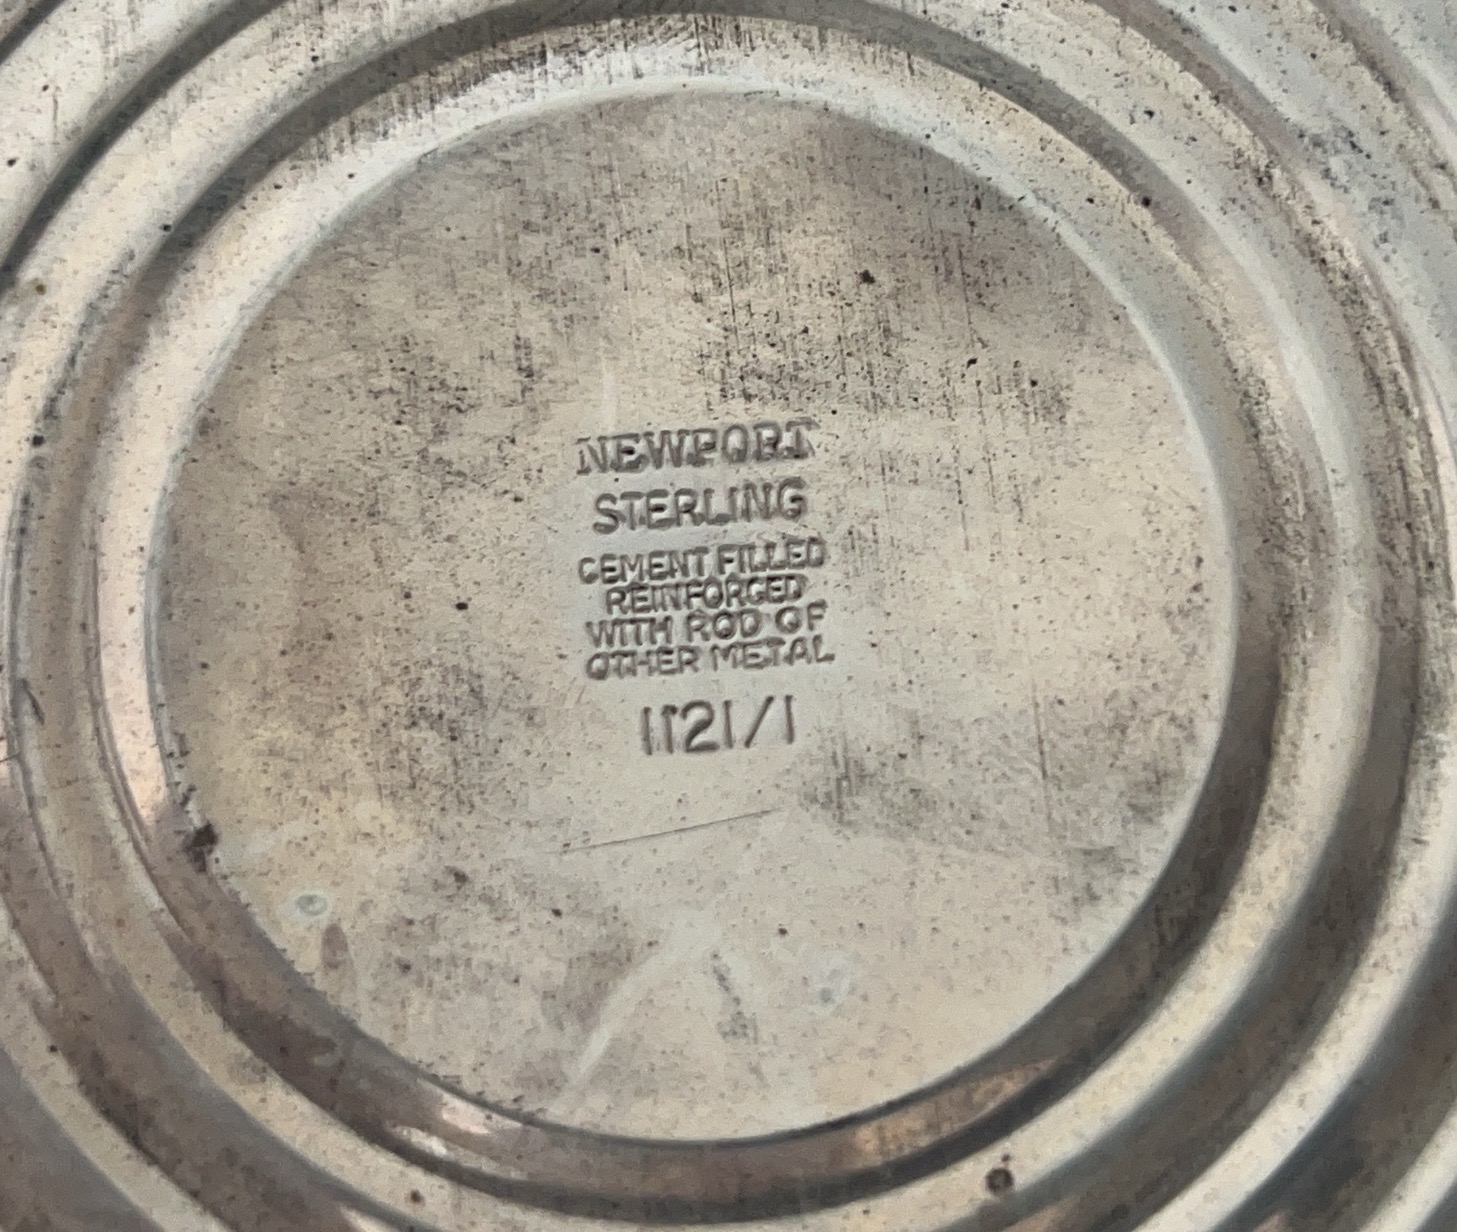 NEWPORT
STERLING
CEMENT FILLED
REINFORCED
WITH ROD OF
OTHER METAL
1121/1